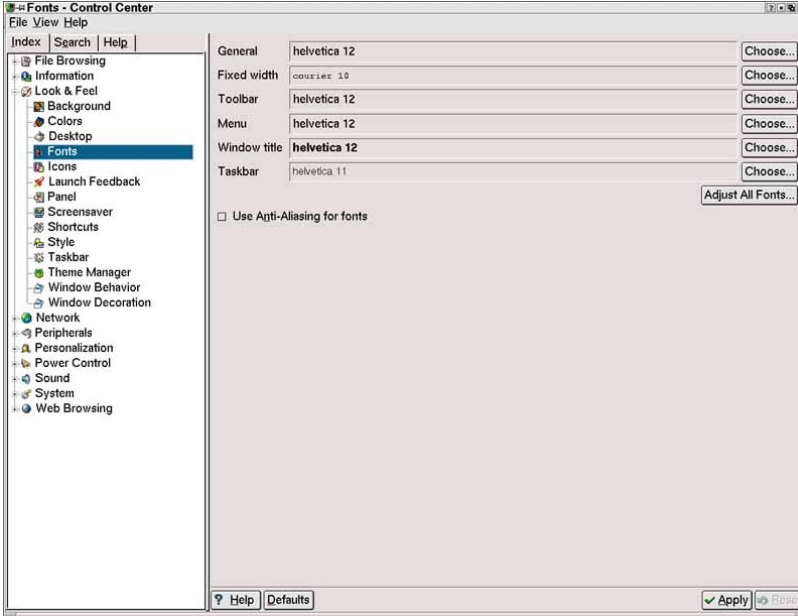 Fonts - Control Center
File View Help
Index Search Help
File Browsing
Information
Look & Feel
Background
Colors
Desktop
Fonts
Icons
Launch Feedback
Panel
Screensaver
Shortcuts
Style
Taskbar
Theme Manager
Window Behavior
Window Decoration
Network
Peripherals
Personalization
Power Control
Sound
System
Web Browsing
General helvetica 12 Choose...
Fixed width courier 10 Choose...
Toolbar helvetica 12 Choose...
Menu helvetica 12 Choose...
Window title helvetica 12 Choose...
Taskbar helvetica 11 Choose...
Adjust All Fonts...
Use Anti-Aliasing for fonts
? Help Defaults Apply Rese